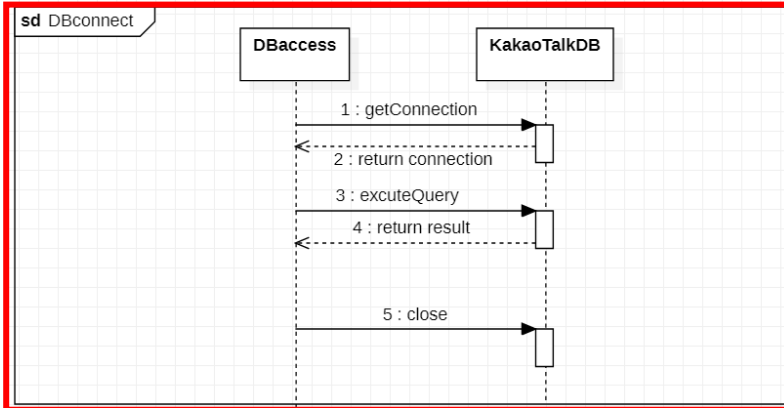 sd DBconnect
DBaccess
KakaoTalkDB
1 : getConnection
2 : return connection
3 : excuteQuery
4 : return result
5 : close